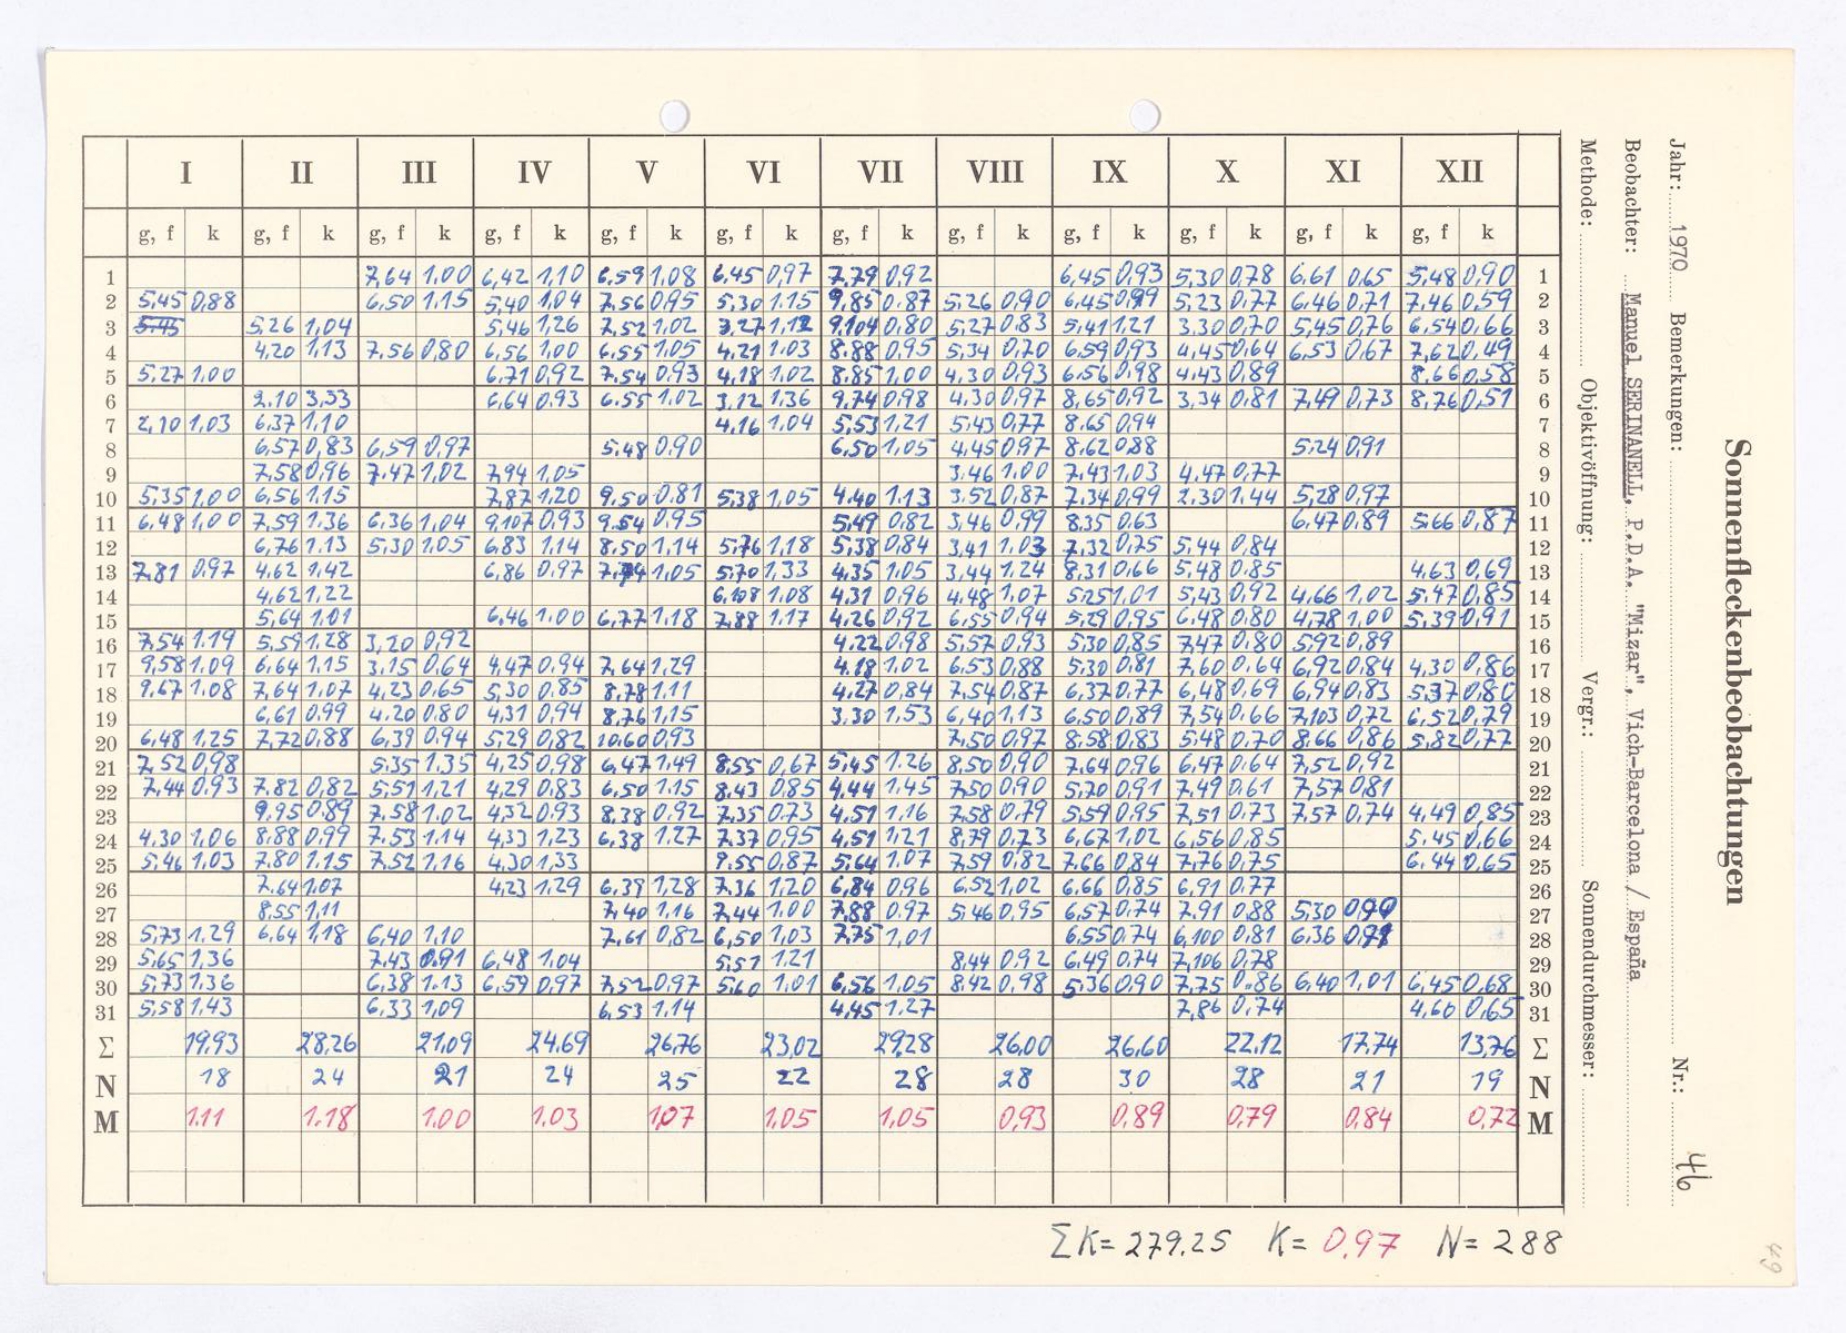 Sonnenfleckenbeobachtungen
Jahr: 1970 Bemerkungen: Nr.: 46
Beobachter: Manuel SERINANELL, P.D.A. "Mizar", Vich-Barcelona / España
Methode: Objektivöffnung: Vergr.: Sonnendurchmesser:
I II III IV V VI VII VIII IX X XI XII
g, f k g, f k g, f k g, f k g, f k g, f k g, f k g, f k g, f k g, f k g, f k g, f k
1 7,64 1,00 6,42 1,10 6,59 1,08 6,45 0,97 7,79 0,92 6,45 0,93 5,30 0,78 6,61 0,65 5,48 0,90 1
2 5,45 0,88 6,50 1,15 5,40 1,04 7,56 0,95 5,30 1,15 9,85 0,87 5,26 0,90 6,45 0,99 5,23 0,77 6,46 0,71 7,46 0,59 2
3 5,45 5,26 1,04 5,46 1,26 7,52 1,02 3,27 1,12 9,104 0,80 5,27 0,83 5,41 1,21 3,30 0,70 5,45 0,76 6,54 0,66 3
4 4,20 1,13 7,56 0,80 6,56 1,00 6,55 1,05 4,21 1,03 8,88 0,95 5,34 0,70 6,59 0,93 4,45 0,64 6,53 0,67 7,62 0,49 4
5 5,27 1,00 6,71 0,92 7,54 0,93 4,18 1,02 8,85 1,00 4,30 0,93 6,56 0,98 4,43 0,89 8,66 0,58 5
6 2,10 3,33 6,64 0,93 6,55 1,02 3,12 1,36 9,74 0,98 4,30 0,97 8,65 0,92 3,34 0,81 7,49 0,73 8,76 0,51 6
7 2,10 1,03 6,37 1,10 4,16 1,04 5,53 1,21 5,43 0,77 8,65 0,94 7
8 6,57 0,83 6,59 0,97 5,48 0,90 6,50 1,05 4,45 0,97 8,62 0,88 5,24 0,91 8
9 7,58 0,96 7,47 1,02 7,94 1,05 3,46 1,00 7,43 1,03 4,47 0,77 9
10 5,35 1,00 6,56 1,15 7,87 1,20 9,50 0,81 5,38 1,05 4,40 1,13 3,52 0,87 7,34 0,99 2,30 1,44 5,28 0,97 10
11 6,48 1,00 7,59 1,36 6,36 1,04 9,107 0,93 9,54 0,95 5,49 0,82 3,46 0,99 8,35 0,63 6,47 0,89 5,66 0,87 11
12 6,76 1,13 5,30 1,05 6,83 1,14 8,50 1,14 5,76 1,18 5,38 0,84 3,41 1,03 7,32 0,75 5,44 0,84 12
13 7,81 0,97 4,62 1,42 6,86 0,97 1,05 5,70 1,33 4,35 1,05 3,44 1,24 8,31 0,66 5,48 0,85 4,63 0,69 13
14 4,62 1,22 6,108 1,08 4,31 0,96 4,48 1,07 5,25 1,01 5,43 0,92 4,66 1,02 5,47 0,85 14
15 5,64 1,01 6,46 1,00 6,77 1,18 7,88 1,17 4,26 0,92 6,55 0,94 5,29 0,95 6,48 0,80 4,78 1,00 5,39 0,91 15
16 7,54 1,19 5,59 1,28 3,20 0,92 4,22 0,98 5,57 0,93 5,30 0,85 7,47 0,80 5,92 0,89 16
17 9,58 1,09 6,64 1,15 3,15 0,64 4,47 0,94 7,64 1,29 4,18 1,02 6,53 0,88 5,30 0,81 7,60 0,64 6,92 0,84 4,30 0,86 17
18 9,67 1,08 7,64 1,07 4,23 0,65 5,30 0,85 8,78 1,11 4,27 0,84 7,54 0,87 6,37 0,77 6,48 0,69 6,94 0,83 5,37 0,80 18
19 6,61 0,99 4,20 0,80 4,31 0,94 8,76 1,15 3,30 1,53 6,40 1,13 6,50 0,89 7,54 0,66 7,103 0,72 6,52 0,79 19
20 6,48 1,25 7,72 0,88 6,39 0,94 5,29 0,82 10,60 0,93 7,50 0,97 8,58 0,83 5,48 0,70 8,66 0,86 5,82 0,77 20
21 7,52 0,98 5,35 1,35 4,25 0,98 6,47 1,49 8,55 0,67 5,45 1,26 8,50 0,90 7,64 0,96 6,47 0,64 7,52 0,92 21
22 7,44 0,93 7,82 0,82 5,51 1,21 4,29 0,83 6,50 1,15 8,43 0,85 4,44 1,45 7,50 0,90 5,70 0,91 7,49 0,61 7,57 0,81 22
23 9,95 0,89 7,58 1,02 4,32 0,93 8,38 0,92 7,35 0,73 4,51 1,16 7,58 0,79 5,59 0,95 7,51 0,73 7,57 0,74 4,49 0,85 23
24 4,30 1,06 8,88 0,99 7,53 1,14 4,33 1,23 6,38 1,27 7,37 0,95 4,51 1,21 8,79 0,73 6,67 1,02 6,56 0,85 5,45 0,66 24
25 5,46 1,03 7,80 1,15 7,52 1,16 4,30 1,33 9,55 0,87 5,64 1,07 7,59 0,82 7,66 0,84 7,76 0,75 6,44 0,65 25
26 7,64 1,07 4,23 1,29 6,39 1,28 7,36 1,20 6,84 0,96 6,52 1,02 6,66 0,85 6,91 0,77 26
27 8,55 1,11 7,40 1,16 7,44 1,00 7,88 0,97 5,46 0,95 6,57 0,74 7,91 0,88 5,30 0,90 27
28 5,73 1,29 6,64 1,18 6,40 1,10 7,61 0,82 6,50 1,03 7,75 1,01 6,55 0,74 6,100 0,81 6,36 28
29 5,65 1,36 7,43 0,91 6,48 1,04 5,51 1,21 8,44 0,92 6,49 0,74 7,106 0,78 29
30 5,73 1,36 6,38 1,13 6,59 0,97 7,52 0,97 5,60 1,01 6,56 1,05 8,42 0,98 5,36 0,90 7,75 0,86 6,40 1,01 6,45 0,68 30
31 5,58 1,43 6,33 1,09 6,53 1,14 4,45 1,27 7,86 0,74 4,60 0,65 31
Σ 19,93 28,26 21,09 24,69 26,76 23,02 29,28 26,00 26,60 22,12 17,74 13,76 Σ
N 18 24 21 24 25 22 28 28 30 28 21 19 N
M 1,11 1,18 1,00 1,03 1,07 1,05 1,05 0,93 0,89 0,79 0,84 0,72 M
ΣK = 279,25 K = 0,97 N = 288
49